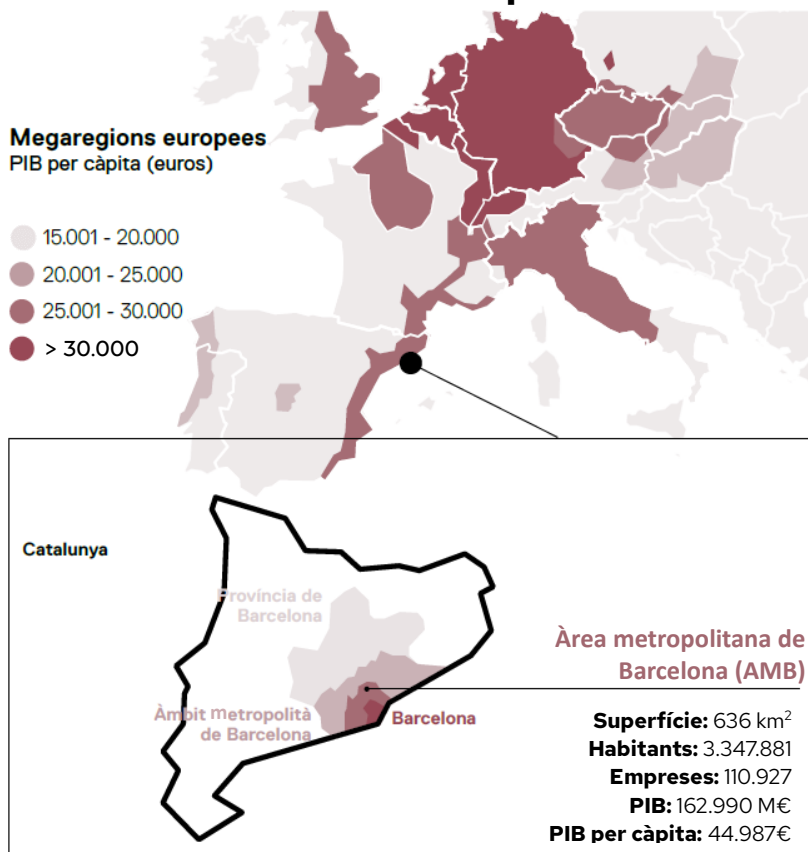 Megaregions europees
PIB per càpita (euros)
15.001 - 20.000
20.001 - 25.000
25.001 - 30.000
> 30.000
Catalunya
Província de
Barcelona
Àmbit metropolità
de Barcelona
Barcelona
Àrea metropolitana de
Barcelona (AMB)
Superfície: 636 km²
Habitants: 3.347.881
Empreses: 110.927
PIB: 162.990 M€
PIB per càpita: 44.987€